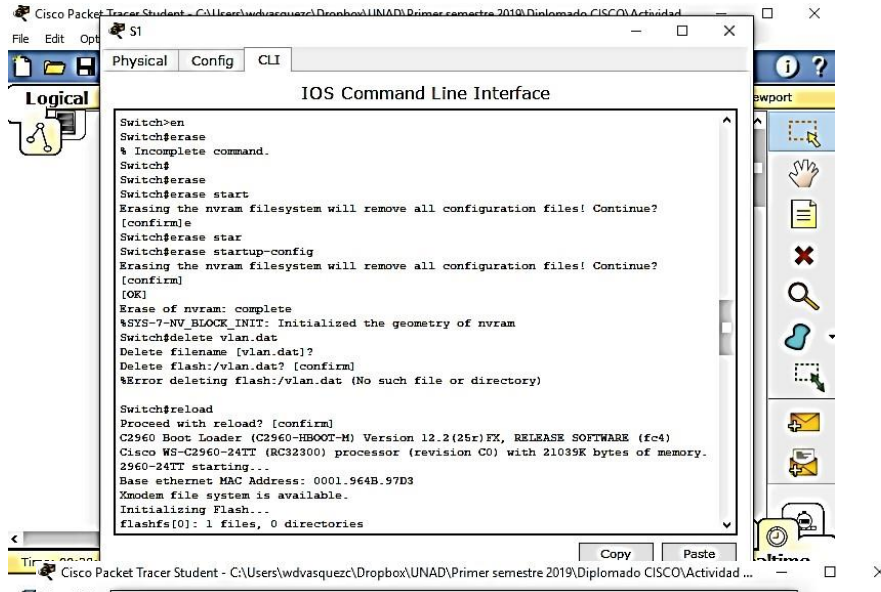 Cisco Packet Tracer Student - C:\Users\wdvasquezc\Dropbox\UNAD\Primer semestre 2019\Diplomado CISCO\Actividad
File Edit Opt
S1
Physical Config CLI
Logical
ewport
IOS Command Line Interface
Switch>en
Switch#erase
% Incomplete command.
Switch#
Switch#erase
Switch#erase start
Erasing the nvram filesystem will remove all configuration files! Continue?
[confirm]e
Switch#erase star
Switch#erase startup-config
Erasing the nvram filesystem will remove all configuration files! Continue?
[confirm]
[OK]
Erase of nvram: complete
%SYS-7-NV_BLOCK_INIT: Initialized the geometry of nvram
Switch#delete vlan.dat
Delete filename [vlan.dat]?
Delete flash:/vlan.dat? [confirm]
%Error deleting flash:/vlan.dat (No such file or directory)
Switch#reload
Proceed with reload? [confirm]
C2960 Boot Loader (C2960-HBOOT-M) Version 12.2(25r)FX, RELEASE SOFTWARE (fc4)
Cisco WS-C2960-24TT (RC32300) processor (revision C0) with 21039K bytes of memory.
2960-24TT starting...
Base ethernet MAC Address: 0001.964B.97D3
Xmodem file system is available.
Initializing Flash...
flashfs[0]: 1 files, 0 directories
Copy Paste
Cisco Packet Tracer Student - C:\Users\wdvasquezc\Dropbox\UNAD\Primer semestre 2019\Diplomado CISCO\Actividad ...